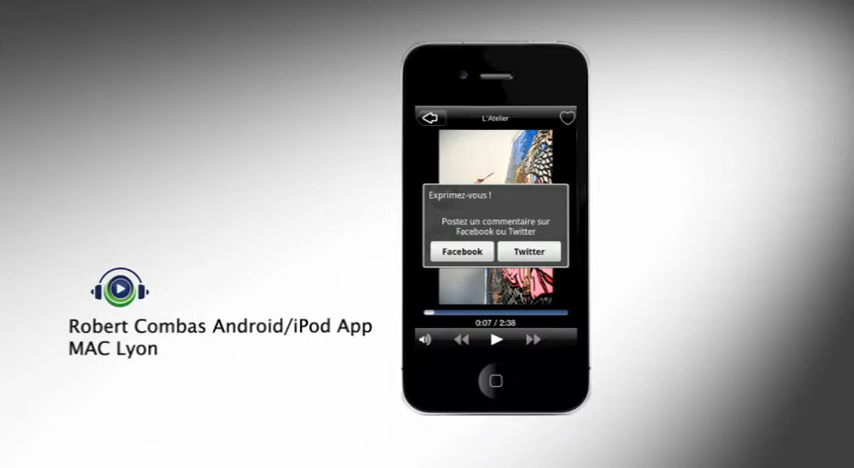 L'Atelier
Exprimez-vous !
Postez un commentaire sur
Facebook ou Twitter
Facebook
Twitter
0:07 / 2:38
Robert Combas Android/iPod App
MAC Lyon